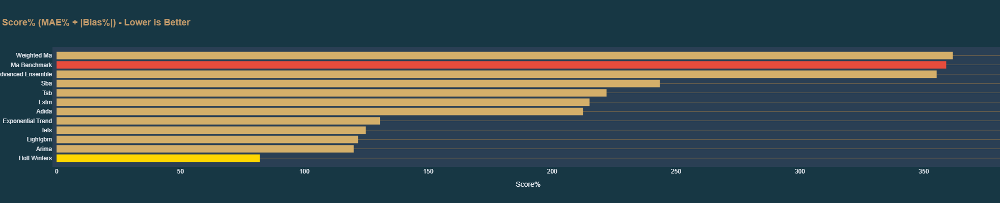 Score% (MAE% + |Bias%|) - Lower is Better
Weighted Ma
Ma Benchmark
dvanced Ensemble
Sba
Tsb
Lstm
Adida
Exponential Trend
Iets
Lightgbm
Arima
Holt Winters
0 50 100 150 200 250 300 350
Score%